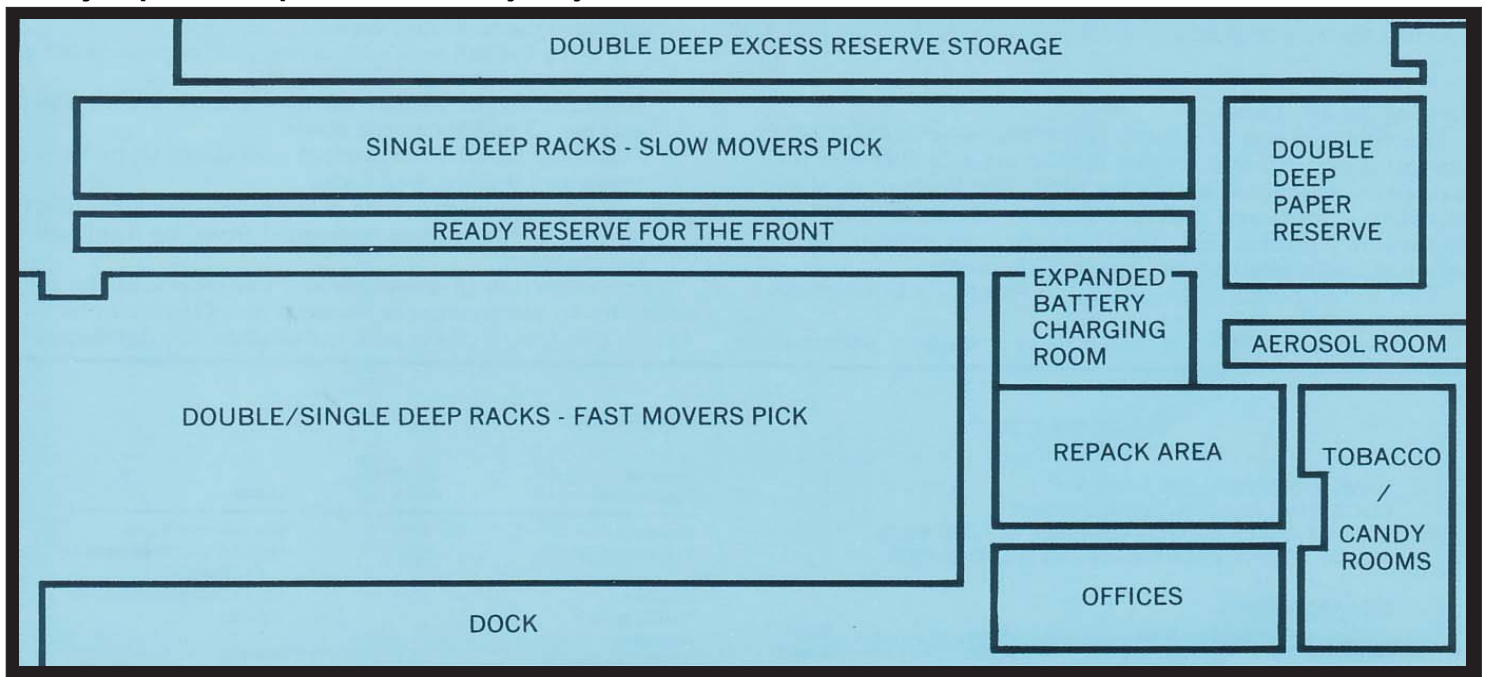 DOUBLE DEEP EXCESS RESERVE STORAGE
SINGLE DEEP RACKS - SLOW MOVERS PICK
DOUBLE
DEEP
PAPER
RESERVE
READY RESERVE FOR THE FRONT
EXPANDED
BATTERY
CHARGING
ROOM
AEROSOL ROOM
DOUBLE/SINGLE DEEP RACKS - FAST MOVERS PICK
REPACK AREA
TOBACCO
/
CANDY
ROOMS
OFFICES
DOCK